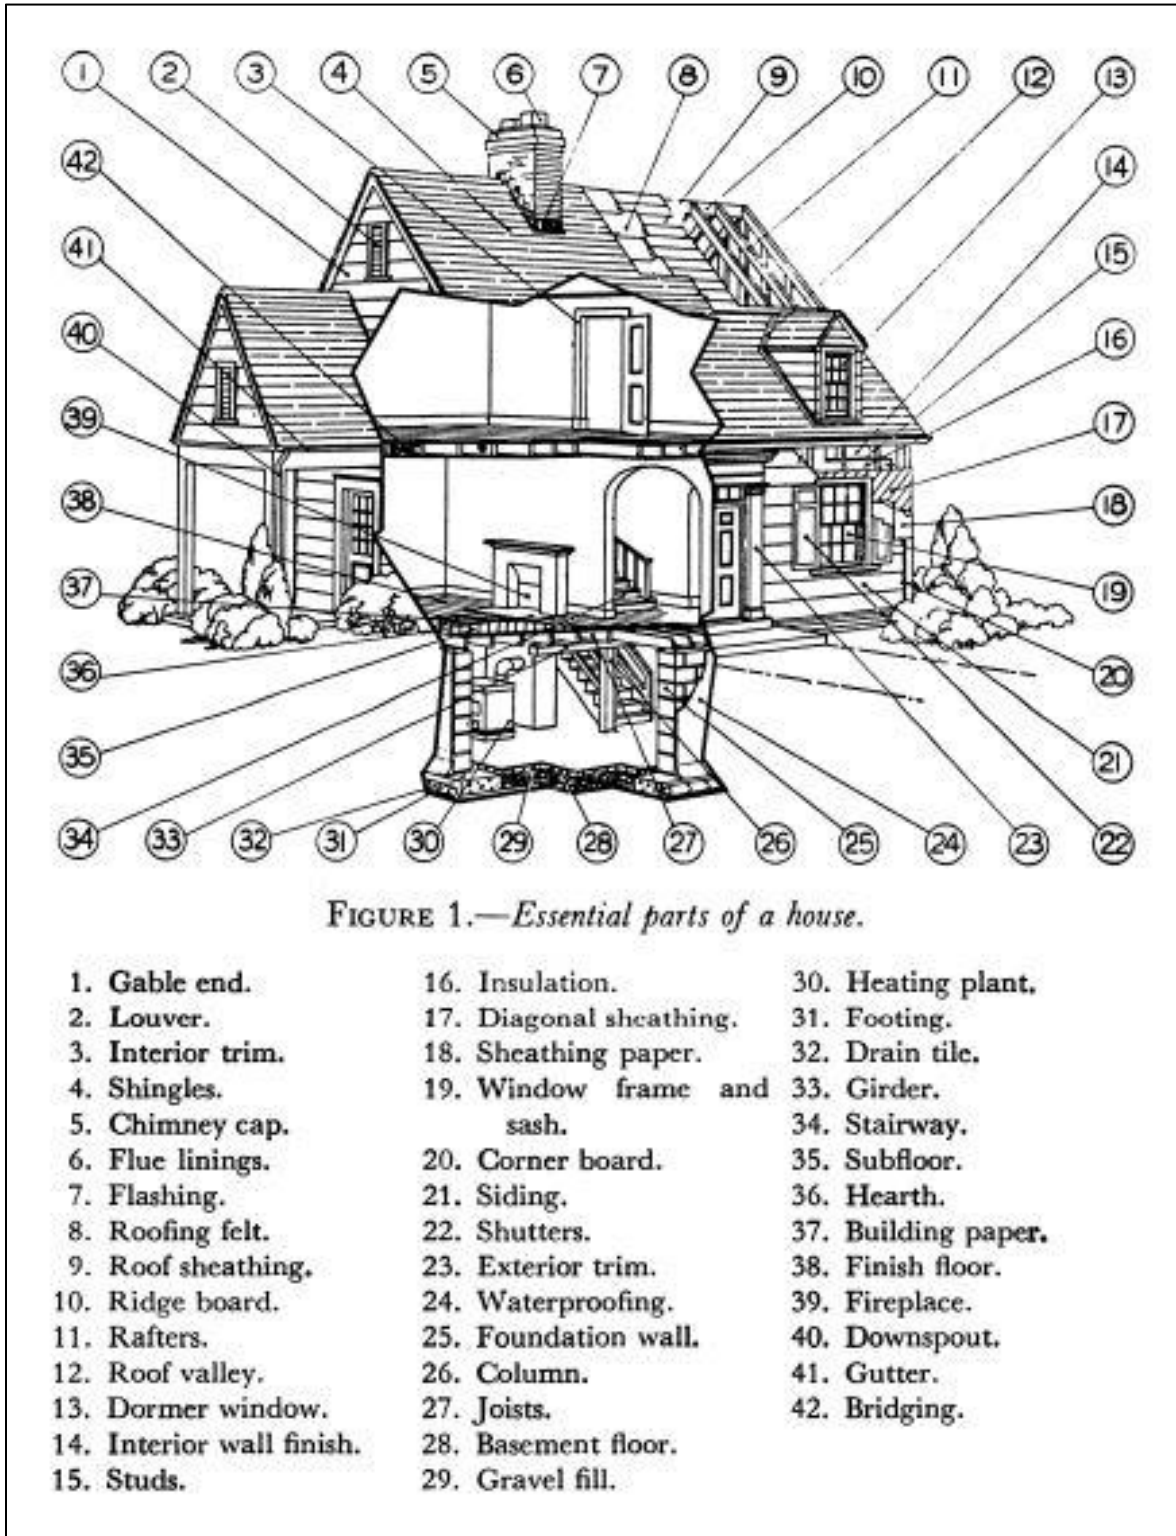 1 2 3 4 5 6 7 8 9 10 11 12 13
42 14
41 15
40 16
39 17
38 18
37 19
36 20
35 21
34 33 32 31 30 29 28 27 26 25 24 23 22
FIGURE 1.—Essential parts of a house.
1. Gable end.
2. Louver.
3. Interior trim.
4. Shingles.
5. Chimney cap.
6. Flue linings.
7. Flashing.
8. Roofing felt.
9. Roof sheathing.
10. Ridge board.
11. Rafters.
12. Roof valley.
13. Dormer window.
14. Interior wall finish.
15. Studs.
16. Insulation.
17. Diagonal sheathing.
18. Sheathing paper.
19. Window frame and
sash.
20. Corner board.
21. Siding.
22. Shutters.
23. Exterior trim.
24. Waterproofing.
25. Foundation wall.
26. Column.
27. Joists.
28. Basement floor.
29. Gravel fill.
30. Heating plant.
31. Footing.
32. Drain tile.
33. Girder.
34. Stairway.
35. Subfloor.
36. Hearth.
37. Building paper.
38. Finish floor.
39. Fireplace.
40. Downspout.
41. Gutter.
42. Bridging.